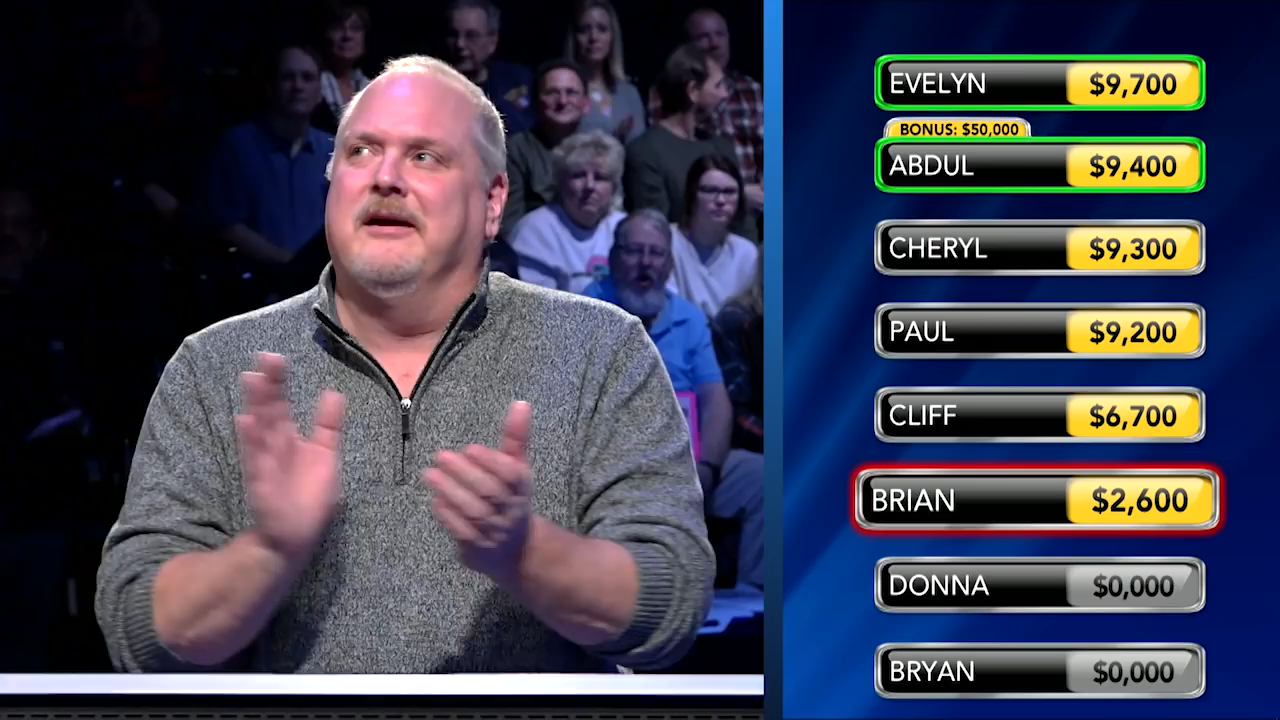 EVELYN $9,700
BONUS: $50,000
ABDUL $9,400
CHERYL $9,300
PAUL $9,200
CLIFF $6,700
BRIAN $2,600
DONNA $0,000
BRYAN $0,000